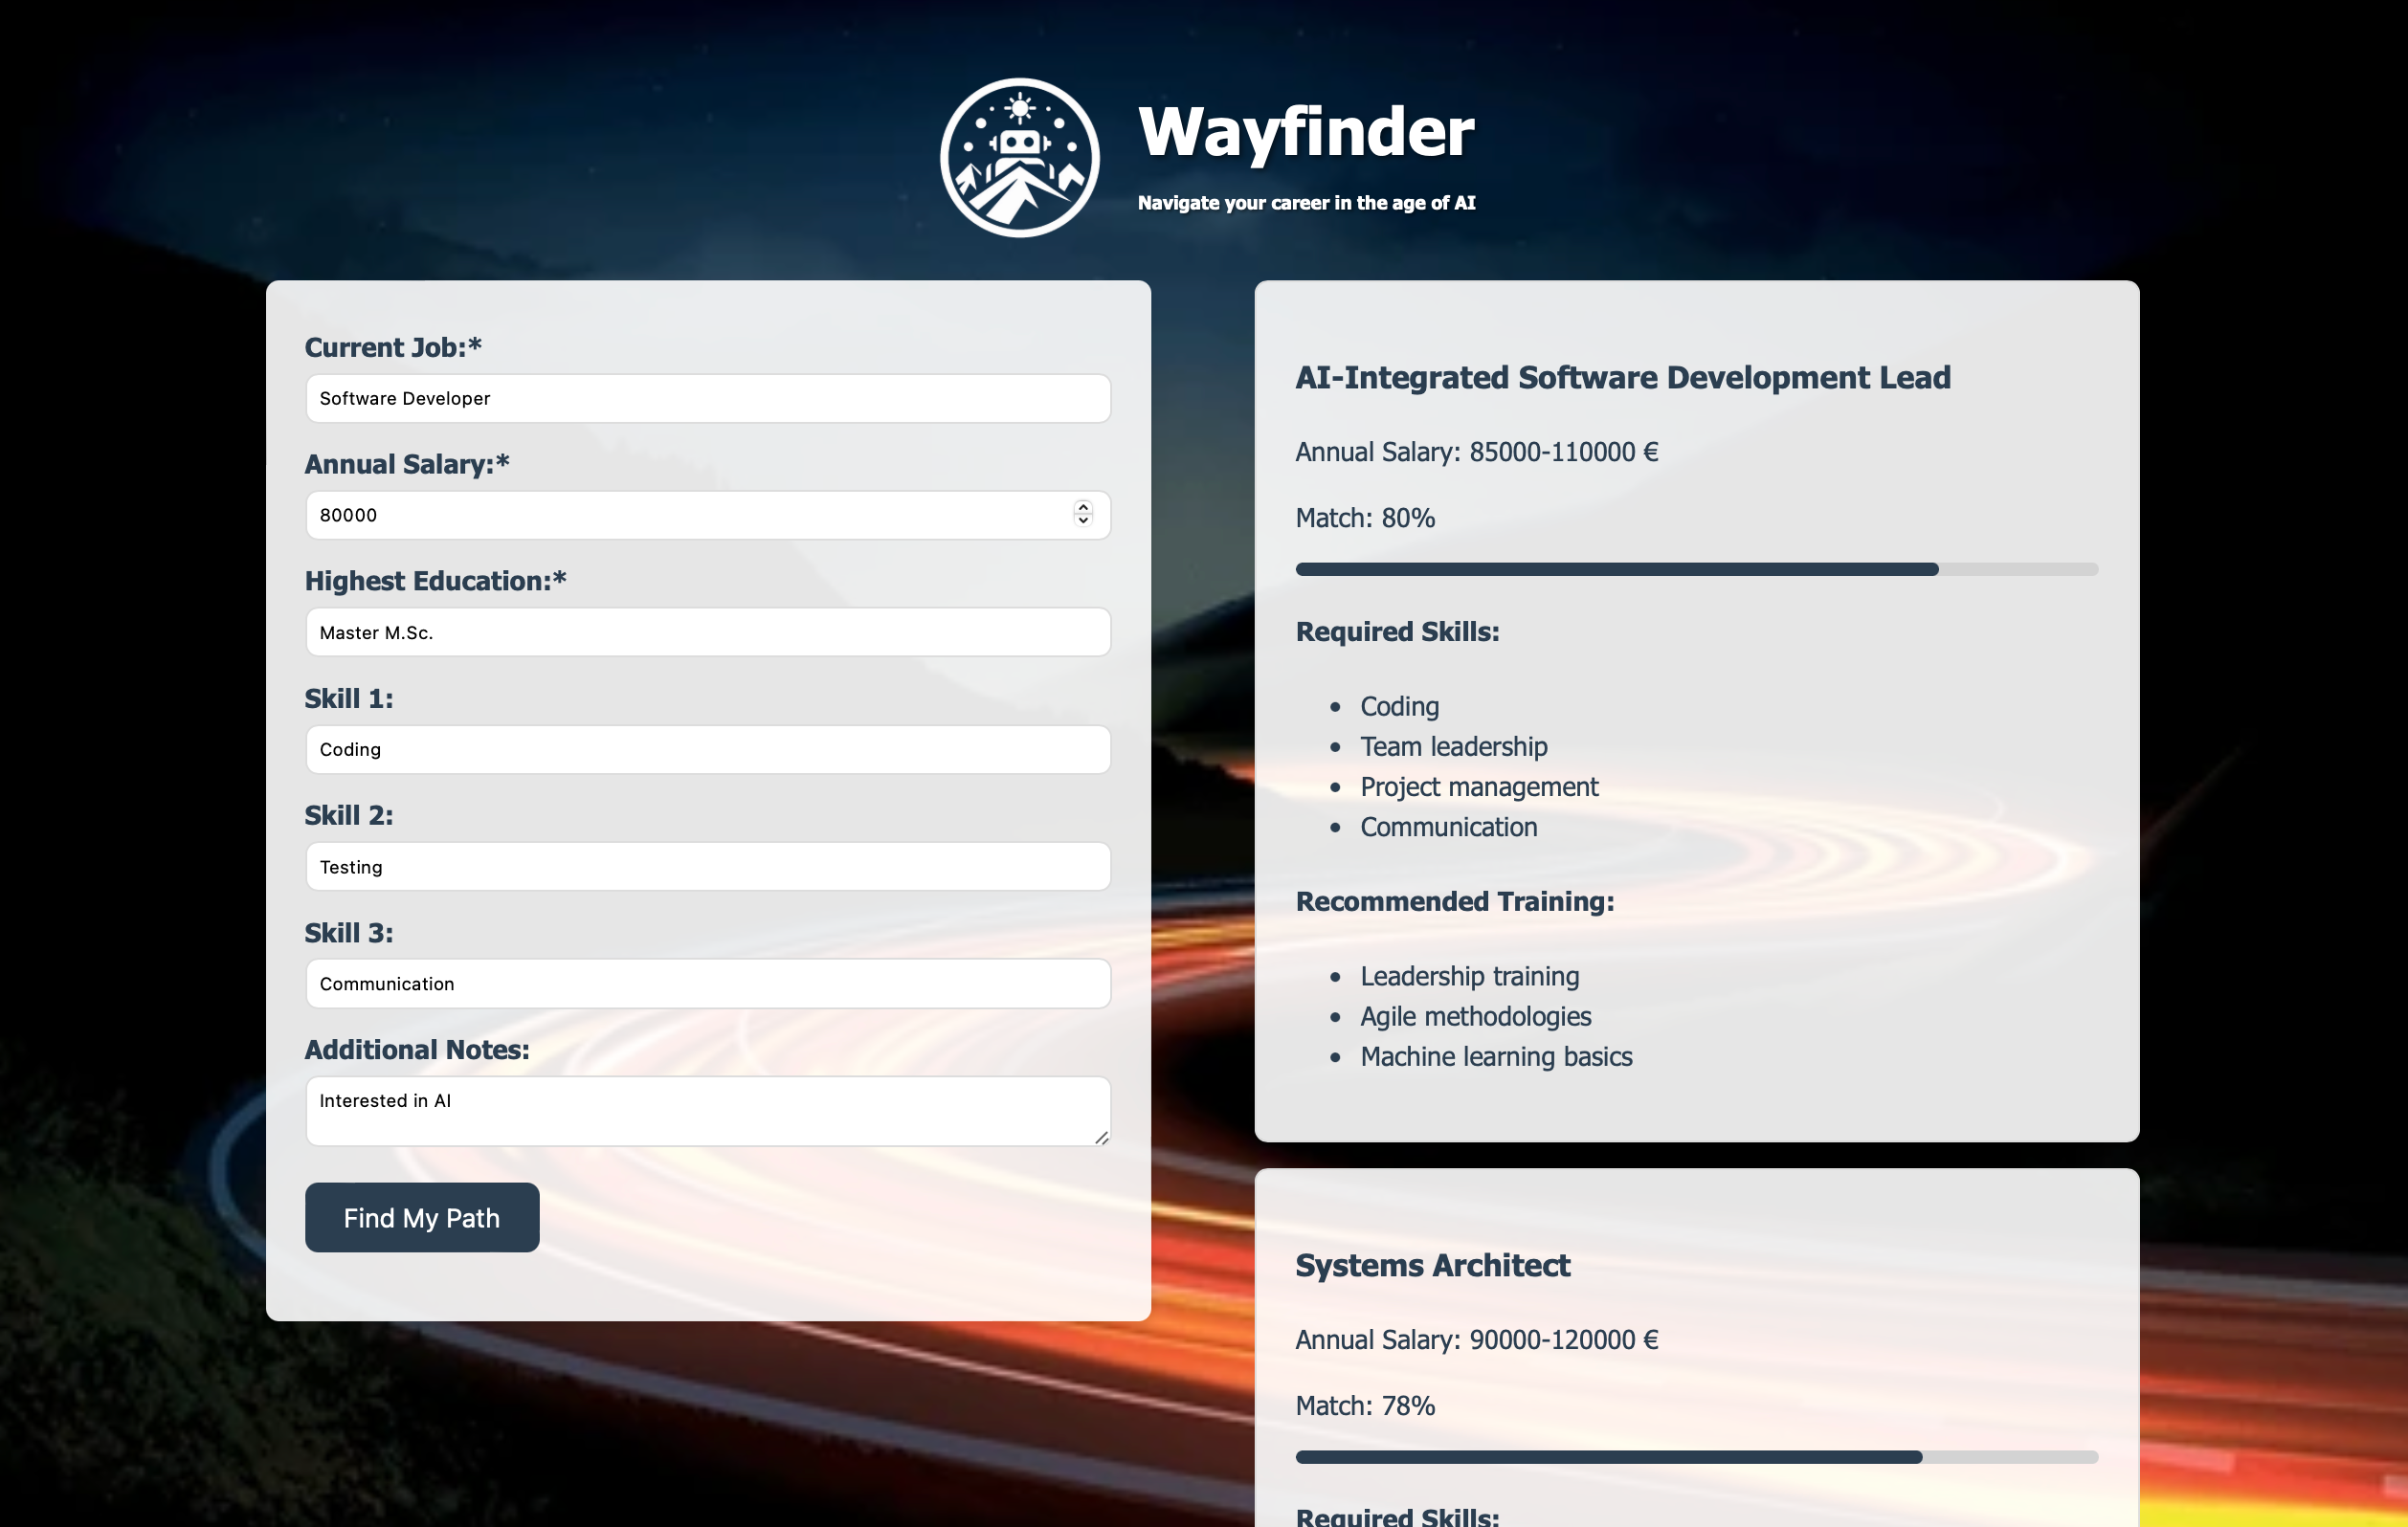 Wayfinder
Navigate your career in the age of AI
Current Job:*
Software Developer
Annual Salary:*
80000
Highest Education:*
Master M.Sc.
Skill 1:
Coding
Skill 2:
Testing
Skill 3:
Communication
Additional Notes:
Interested in AI
Find My Path
AI-Integrated Software Development Lead
Annual Salary: 85000-110000 €
Match: 80%
Required Skills:
• Coding
• Team leadership
• Project management
• Communication
Recommended Training:
• Leadership training
• Agile methodologies
• Machine learning basics
Systems Architect
Annual Salary: 90000-120000 €
Match: 78%
Required Skills: